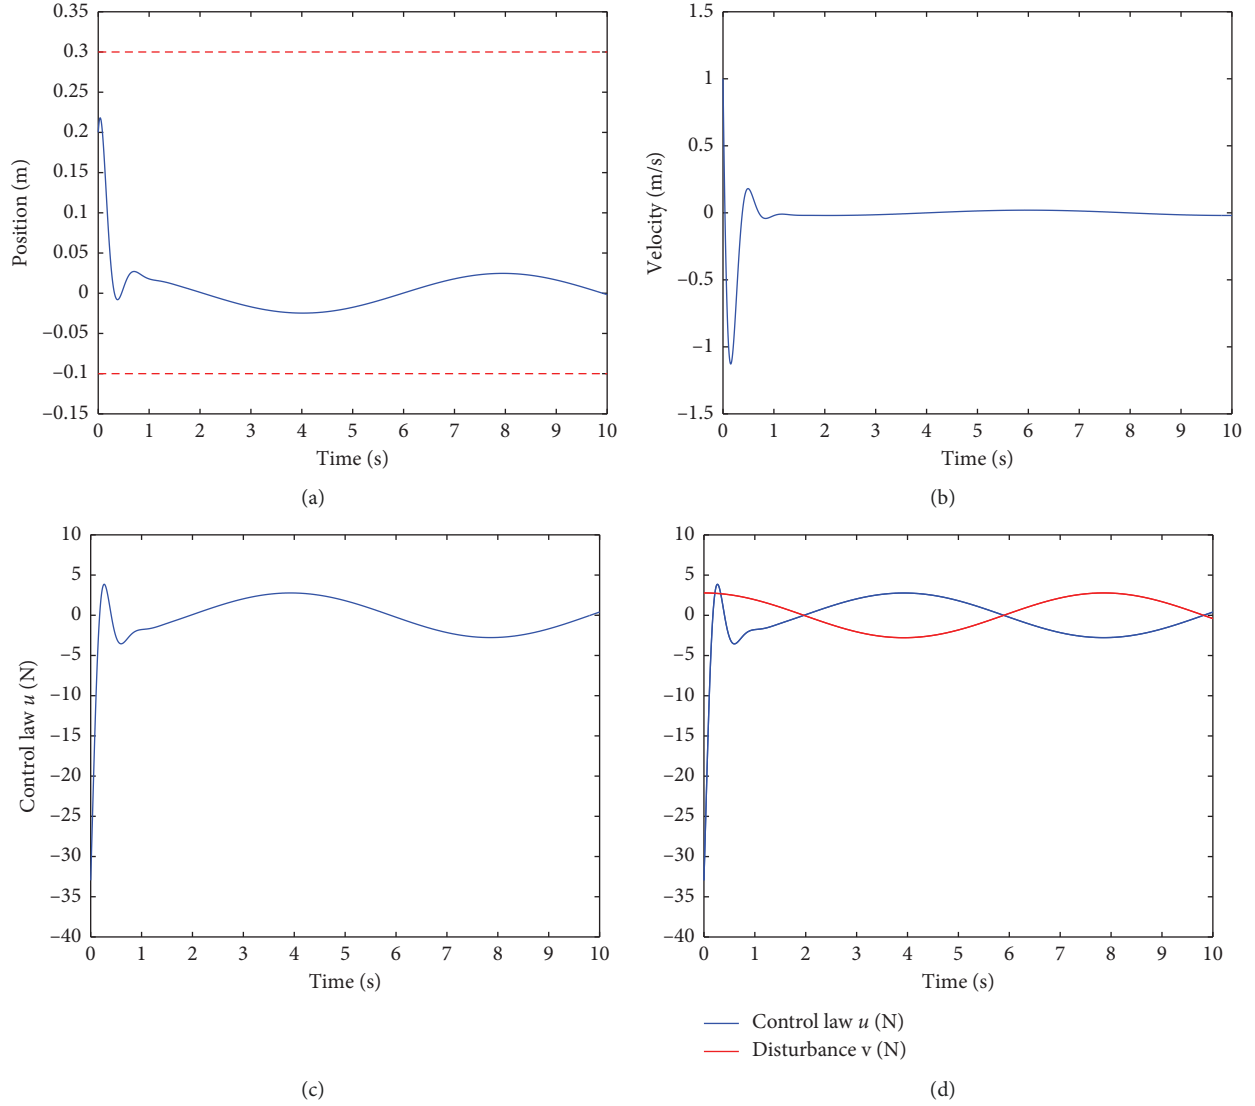 0.35
0.3
0.25
0.2
0.15
0.1
0.05
0
–0.05
–0.1
–0.15
Position (m)
0 1 2 3 4 5 6 7 8 9 10
Time (s)
(a)
1.5
1
0.5
0
–0.5
–1
–1.5
Velocity (m/s)
0 1 2 3 4 5 6 7 8 9 10
Time (s)
(b)
10
5
0
–5
–10
–15
–20
–25
–30
–35
–40
Control law u (N)
0 1 2 3 4 5 6 7 8 9 10
Time (s)
(c)
10
5
0
–5
–10
–15
–20
–25
–30
–35
–40
0 1 2 3 4 5 6 7 8 9 10
Time (s)
Control law u (N)
Disturbance v (N)
(d)